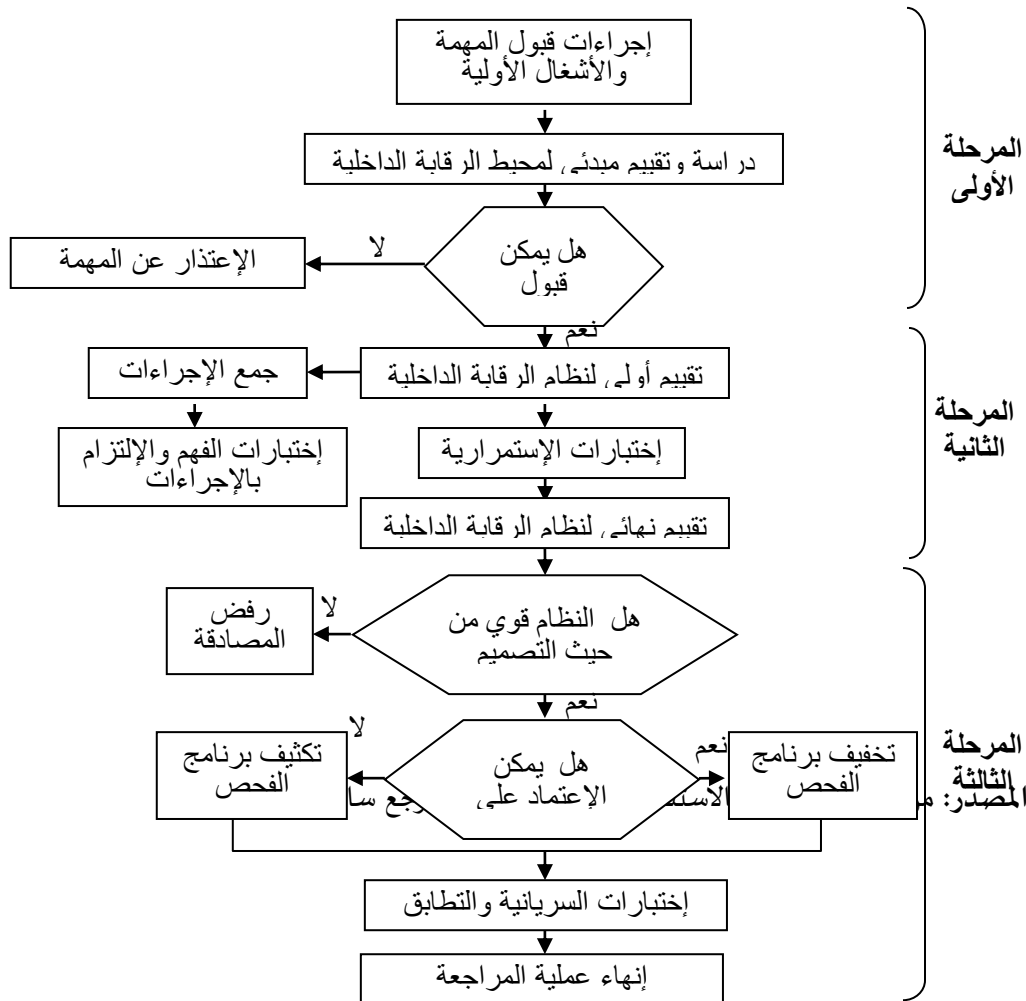 إجراءات قبول المهمة
والأشغال الأولية
المرحلة
الأولى
دراسة وتقييم مبدئي لمحيط الرقابة الداخلية
هل يمكن
قبول
لا
الإعتذار عن المهمة
نعم
تقييم أولي لنظام الرقابة الداخلية
جمع الإجراءات
المرحلة
الثانية
إختبارات الإستمرارية
إختبارات الفهم والإلتزام
بالإجراءات
تقييم نهائي لنظام الرقابة الداخلية
هل النظام قوي من
حيث التصميم
لا
رفض
المصادقة
نعم
المرحلة
الثالثة
تخفيف برنامج
الفحص
نعم
هل يمكن
الإعتماد على
لا
تكثيف برنامج
الفحص
المصدر:
إختبارات السريانية والتطابق
إنهاء عملية المراجعة